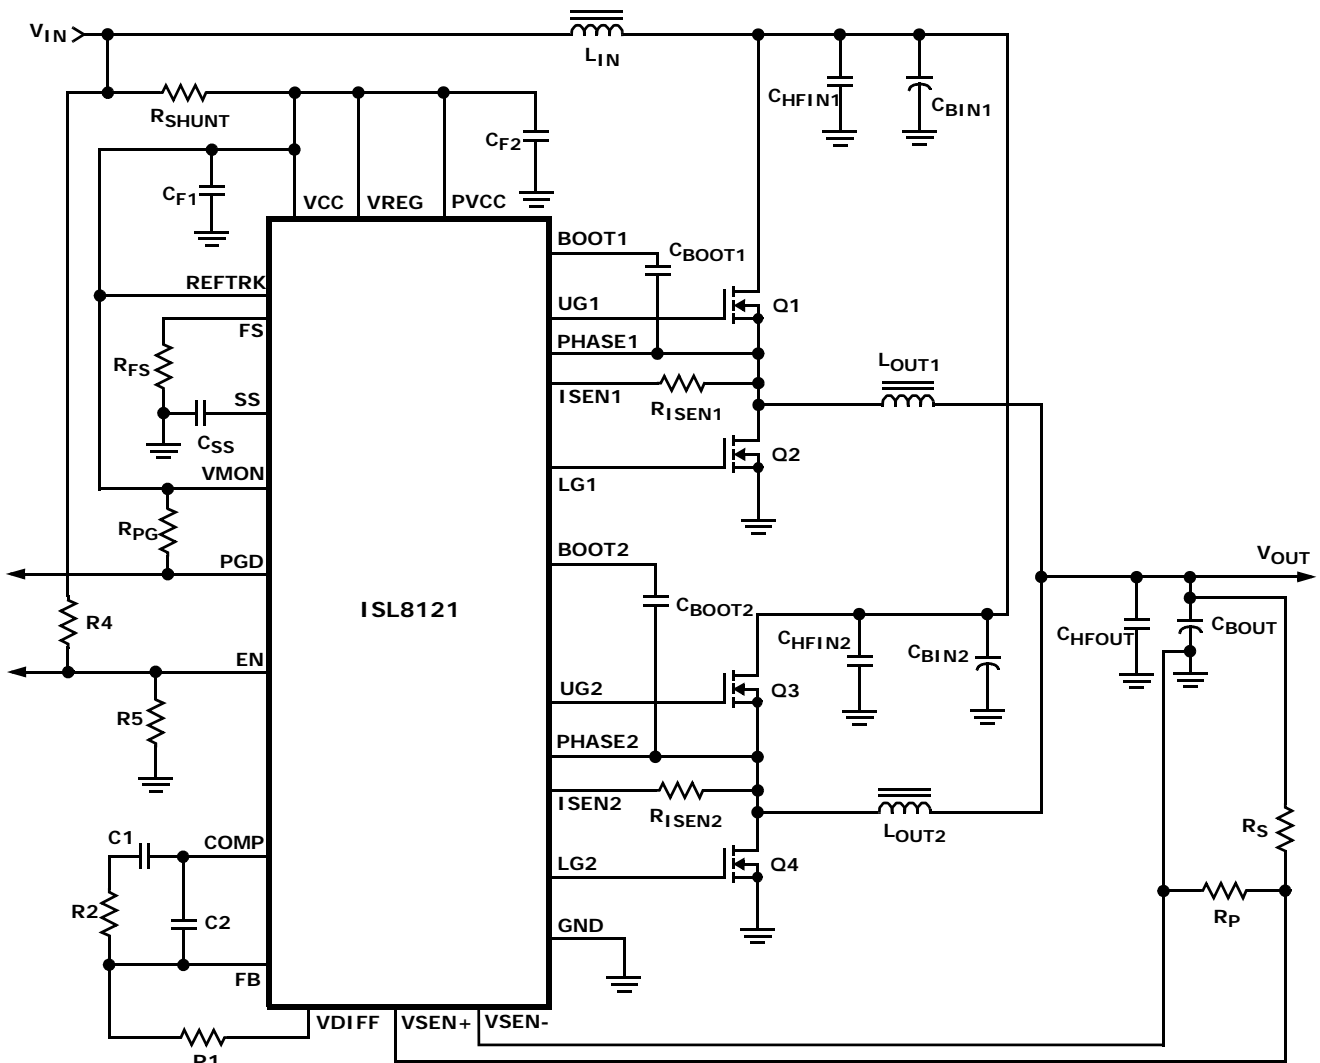 VIN
LIN
RSHUNT
CHFIN1
CBIN1
CF2
CF1
VCC VREG PVCC
BOOT1
CBOOT1
REFTRK
UG1
Q1
FS
PHASE1
RFS
LOUT1
SS
ISEN1
RISEN1
CSS
Q2
VMON
LG1
RPG
BOOT2
VOUT
PGD
ISL8121
CBOOT2
R4
CHFOUT
CBOUT
CHFIN2
CBIN2
EN
UG2
Q3
R5
PHASE2
ISEN2
RISEN2
LOUT2
RS
C1
COMP
LG2
Q4
R2
C2
RP
GND
FB
VDIFF VSEN+ VSEN-
R1